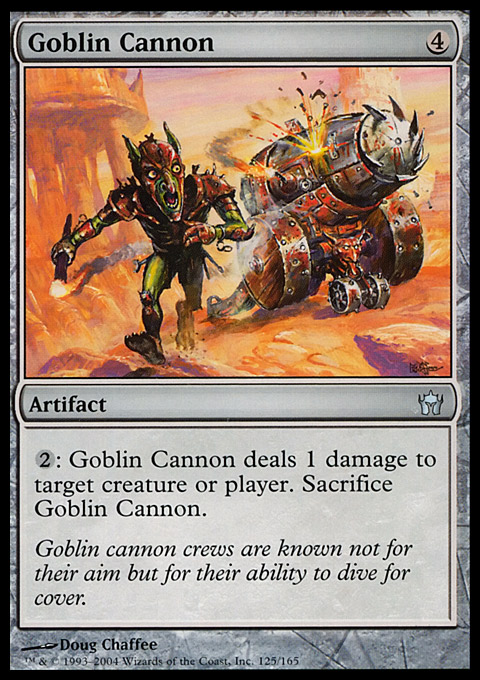 Goblin Cannon 4
Artifact
2: Goblin Cannon deals 1 damage to
target creature or player. Sacrifice
Goblin Cannon.
Goblin cannon crews are known not for
their aim but for their ability to dive for
cover.
Doug Chaffee
™ & © 1993–2004 Wizards of the Coast, Inc. 125/165